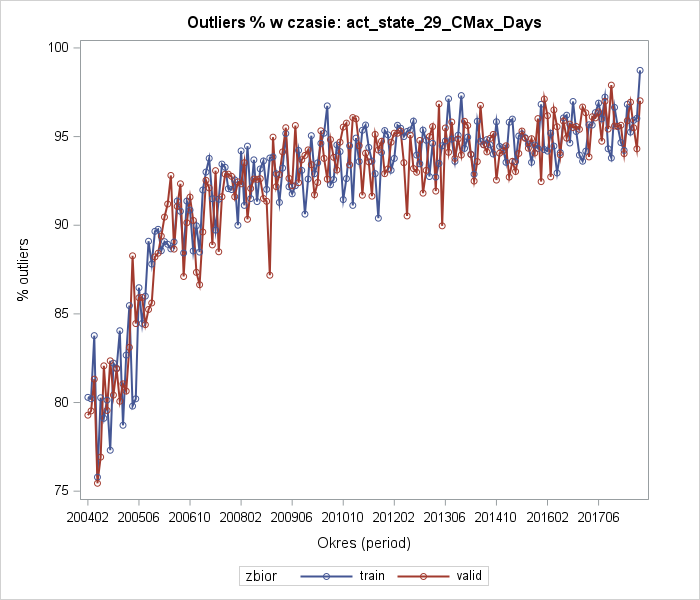 Outliers % w czasie: act_state_29_CMax_Days
% outliers
100
95
90
85
80
75
200402 200506 200610 200802 200906 201010 201202 201306 201410 201602 201706
Okres (period)
zbior train valid